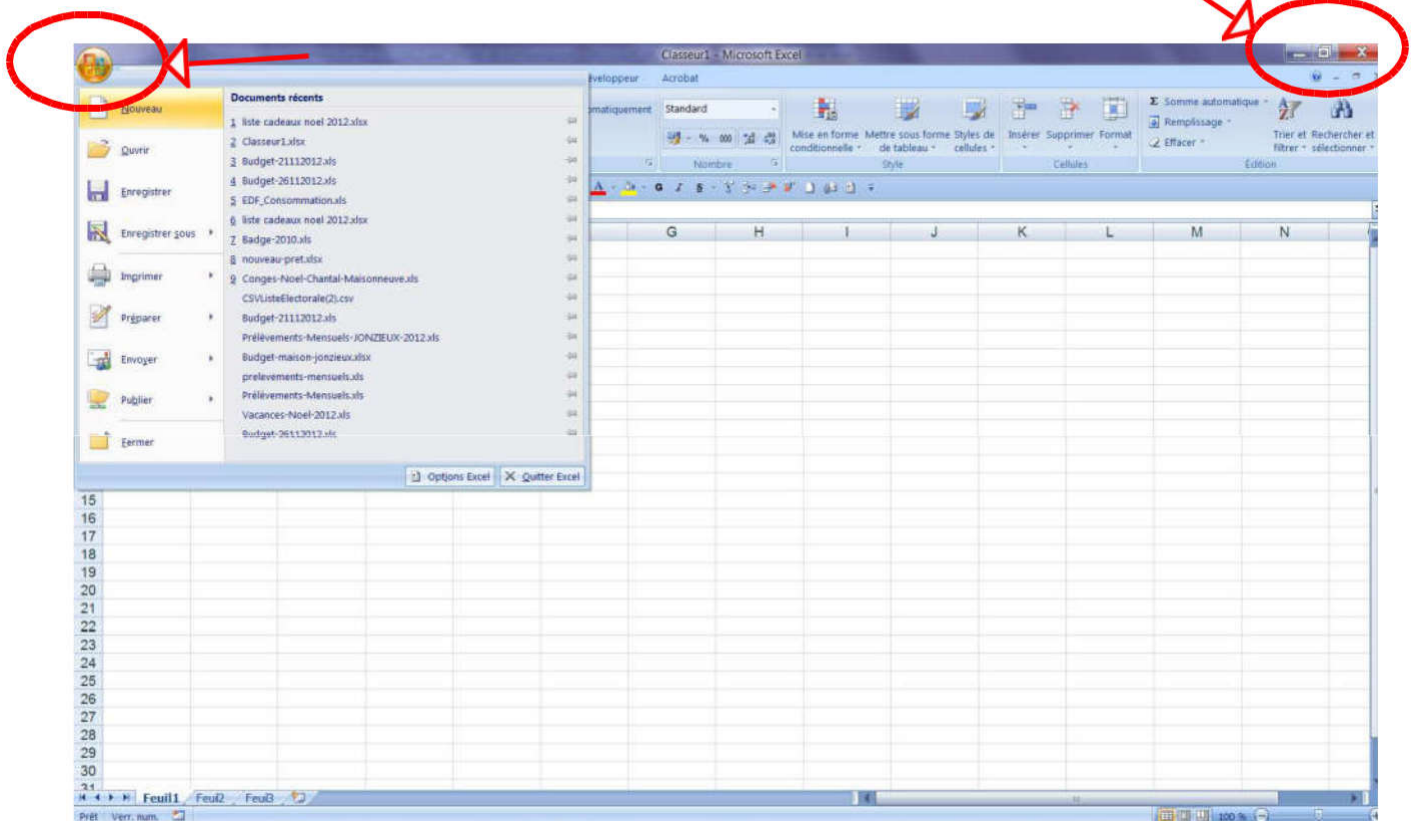 Classeur1 - Microsoft Excel
éveloppeur Acrobat
Nouveau
Ouvrir
Enregistrer
Enregistrer sous
Imprimer
Préparer
Envoyer
Publier
Fermer
Documents récents
1 liste cadeaux noel 2012.xlsx
2 Classeur1.xlsx
3 Budget-21112012.xls
4 Budget-26112012.xls
5 EDF_Consommation.xls
6 liste cadeaux noel 2012.xlsx
7 Badge-2010.xls
8 nouveau-pret.xlsx
9 Conges-Noel-Chantal-Maisonneuve.xls
CSVListeElectorale(2).csv
Budget-21112012.xls
Prélèvements-Mensuels-JONZIEUX-2012.xls
Budget-maison-jonzieux.xlsx
prelevements-mensuels.xls
Prélèvements-Mensuels.xls
Vacances-Noel-2012.xls
Budget-26112012.xls
Options Excel Quitter Excel
omatiquement Standard
% 000
Nombre
Mise en forme conditionnelle
Mettre sous forme de tableau
Styles de cellules
Style
Insérer Supprimer Format
Cellules
Σ Somme automatique
Remplissage
Effacer
Trier et filtrer
Rechercher et sélectionner
Édition
A G I S
G H I J K L M N
15
16
17
18
19
20
21
22
23
24
25
26
27
28
29
30
31
Feuil1 Feuil2 Feuil3
Prêt Verr. num. 100 %